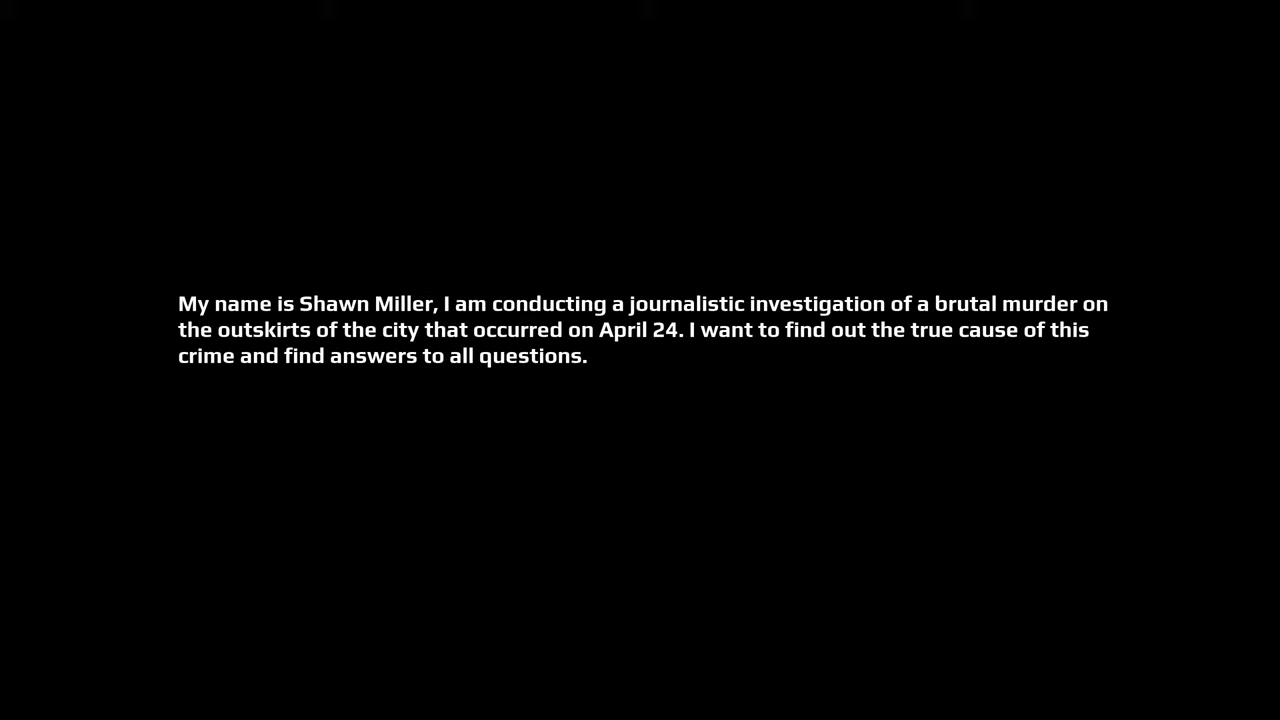 My name is Shawn Miller, I am conducting a journalistic investigation of a brutal murder on
the outskirts of the city that occurred on April 24. I want to find out the true cause of this
crime and find answers to all questions.